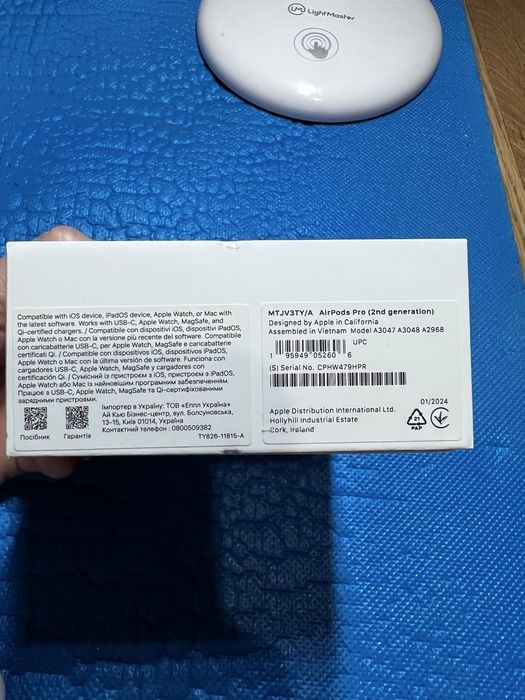 LM LightMaster
Compatible with iOS device, iPadOS device, Apple Watch, or Mac with
the latest software. Works with USB-C, Apple Watch, MagSafe, and
Qi-certified chargers. / Compatibile con dispositivi iOS, dispositivi iPadOS,
Apple Watch o Mac con la versione più recente del software. Compatibile
con caricabatterie USB-C, per Apple Watch, MagSafe e caricabatterie
certificati Qi. / Compatible con dispositivos iOS, dispositivos iPadOS,
Apple Watch o Mac con la última versión de software. Funciona con
cargadores USB-C, Apple Watch, MagSafe y cargadores con
certificación Qi. / Сумісний із пристроєм з iOS, пристроєм з iPadOS,
Apple Watch або Mac із найновішим програмним забезпеченням.
Працює з USB-C, Apple Watch, MagSafe та Qi-сертифікованими
зарядними пристроями.
Посібник
Гарантія
Імпортер в Україну: ТОВ «Еппл Україна»
Ай Кью Бізнес-центр, вул. Болсуновська,
13-15, Київ 01014, Україна
Контактний телефон : 0800509382
TY826-11815-A
MTJV3TY/A AirPods Pro (2nd generation)
Designed by Apple in California
Assembled in Vietnam Model A3047 A3048 A2968
UPC
1 95949 05260 6
(S) Serial No. CPHW479HPR
01/2024
Apple Distribution International Ltd.
Hollyhill Industrial Estate
Cork, Ireland
21
PAP